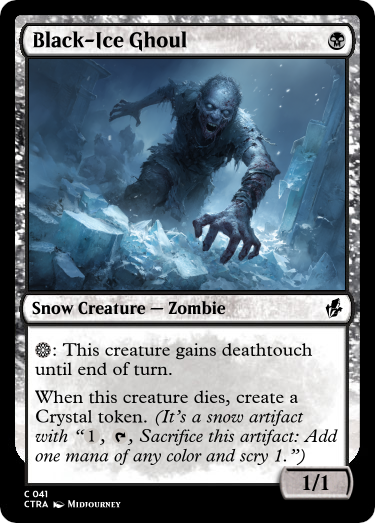 Black-Ice Ghoul
Snow Creature — Zombie
: This creature gains deathtouch
until end of turn.
When this creature dies, create a
Crystal token. (It's a snow artifact
with “1, , Sacrifice this artifact: Add
one mana of any color and scry 1.”)
1/1
C 041
CTRA Midjourney